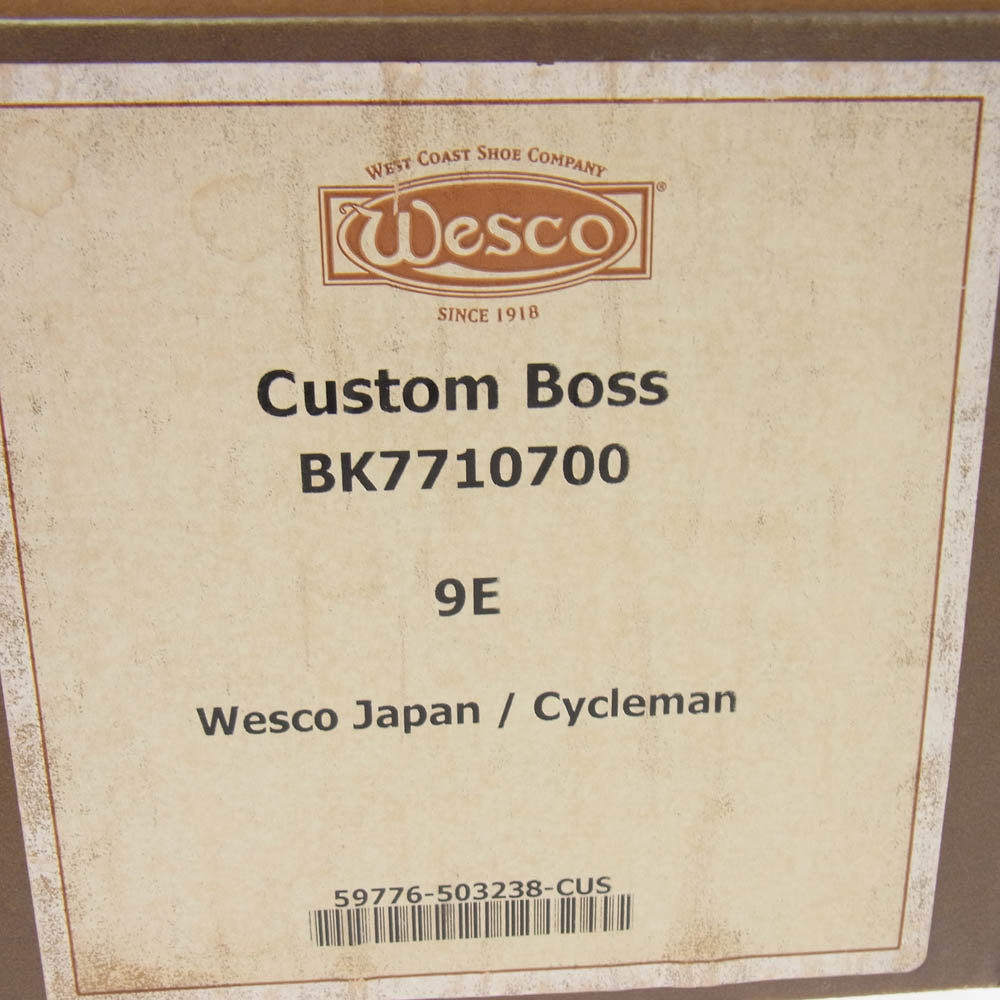 WEST COAST SHOE COMPANY
Wesco®
SINCE 1918
Custom Boss
BK7710700
9E
Wesco Japan / Cycleman
59776-503238-CUS